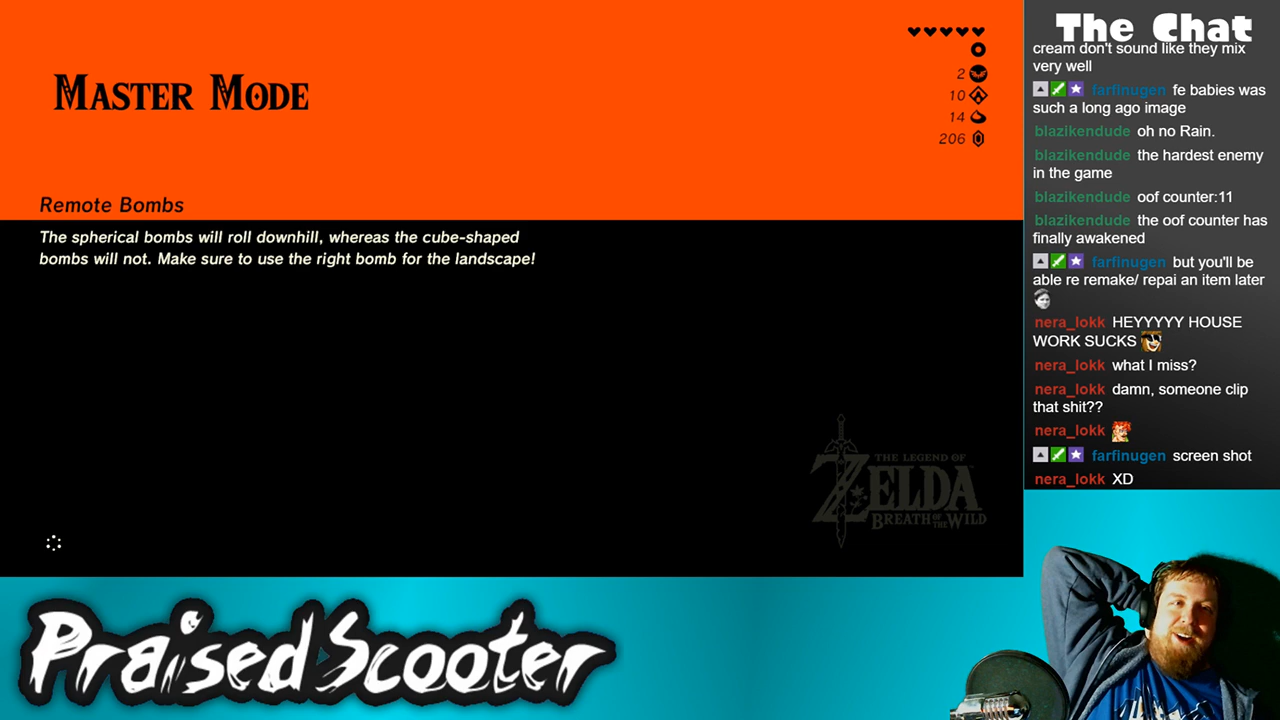 Master Mode
2
10
14
206
Remote Bombs
The spherical bombs will roll downhill, whereas the cube-shaped
bombs will not. Make sure to use the right bomb for the landscape!
THE LEGEND OF
ZELDA
BREATH OF THE WILD
PraisedScooter
The Chat
cream don't sound like they mix
very well
farfinugen fe babies was
such a long ago image
blazikendude oh no Rain.
blazikendude the hardest enemy
in the game
blazikendude oof counter:11
blazikendude the oof counter has
finally awakened
farfinugen but you'll be
able re remake/ repai an item later
nera_lokk HEYYYYY HOUSE
WORK SUCKS
nera_lokk what I miss?
nera_lokk damn, someone clip
that shit??
nera_lokk
farfinugen screen shot
nera_lokk XD